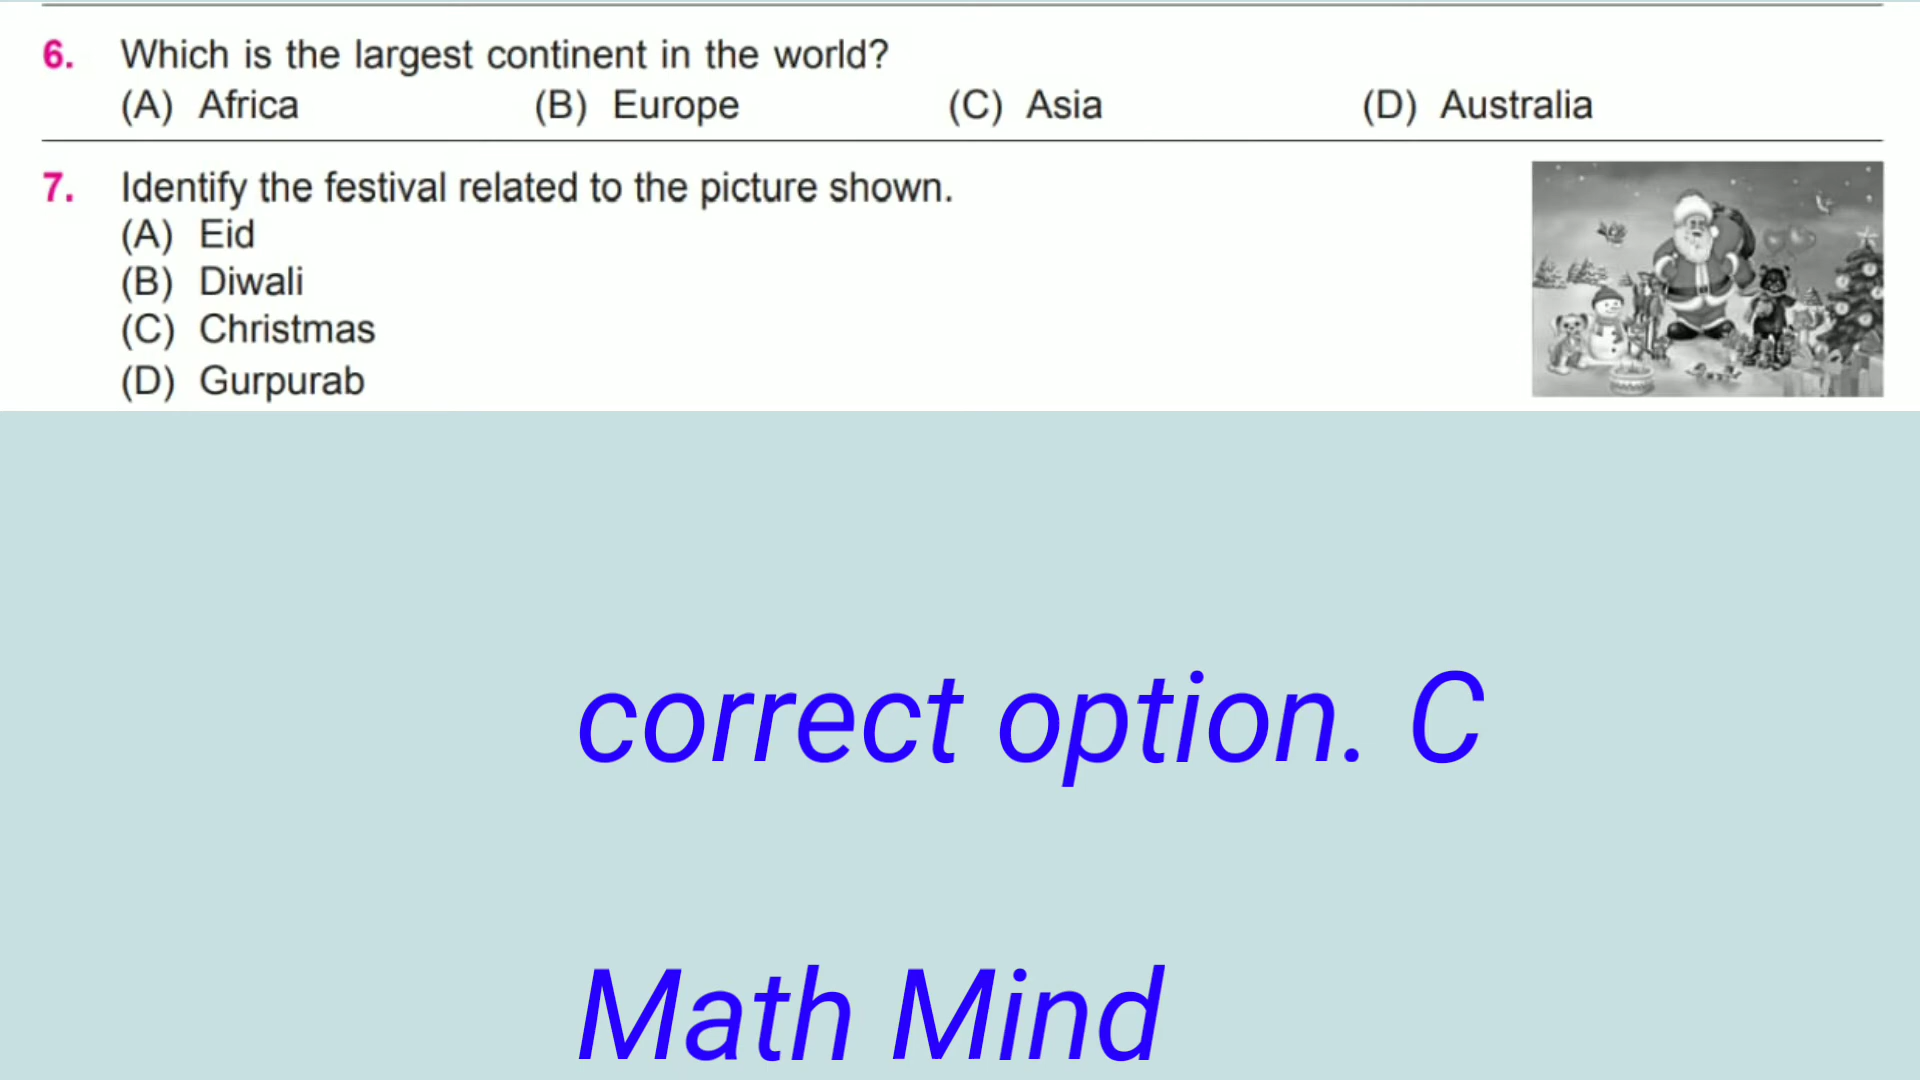 6. Which is the largest continent in the world?
(A) Africa (B) Europe (C) Asia (D) Australia
7. Identify the festival related to the picture shown.
(A) Eid
(B) Diwali
(C) Christmas
(D) Gurpurab
correct option. C
Math Mind